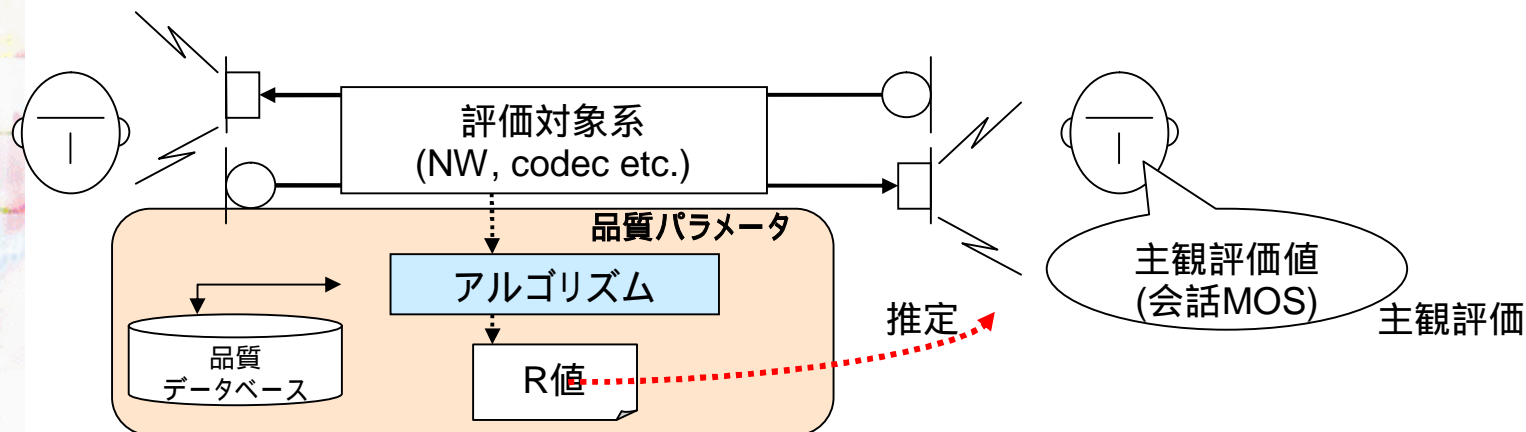 評価対象系
(NW, codec etc.)
品質パラメータ
アルゴリズム
品質
データベース
R値
推定
主観評価値
(会話MOS)
主観評価